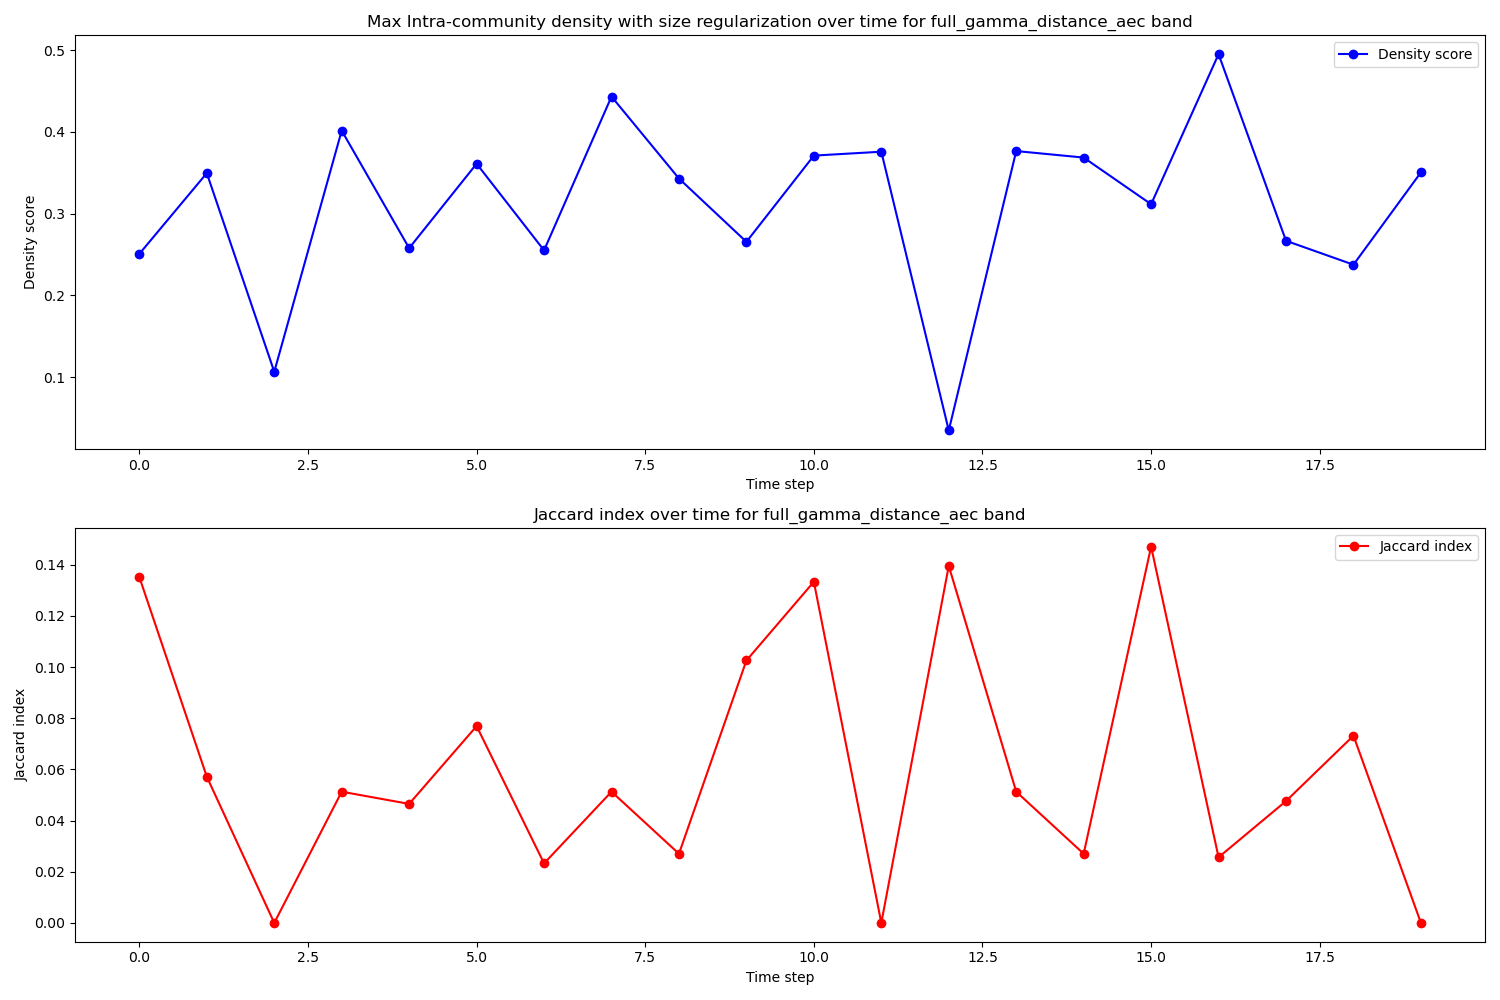 Max Intra-community density with size regularization over time for full_gamma_distance_aec band
Density score
0.5
0.4
0.3
0.2
0.1
Density score
0.0 2.5 5.0 7.5 10.0 12.5 15.0 17.5
Time step
Jaccard index over time for full_gamma_distance_aec band
Jaccard index
0.14
0.12
0.10
0.08
0.06
0.04
0.02
0.00
Jaccard index
0.0 2.5 5.0 7.5 10.0 12.5 15.0 17.5
Time step